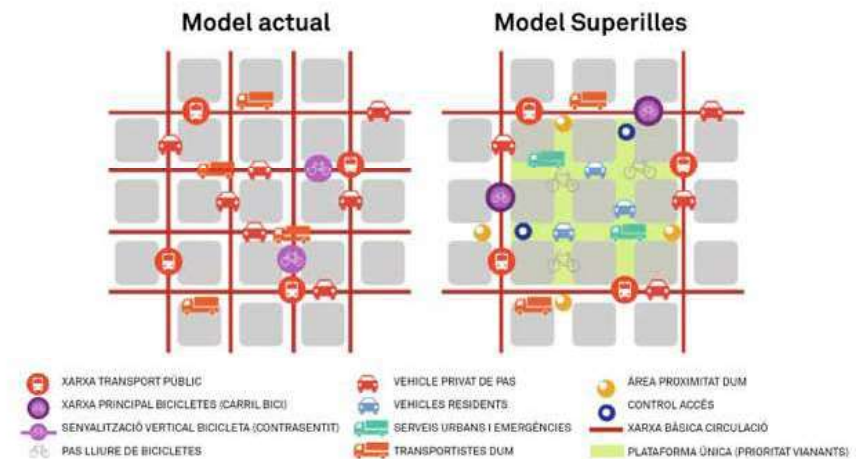 Model actual
Model Superilles
XARXA TRANSPORT PÚBLIC
XARXA PRINCIPAL BICICLETES (CARRIL BICI)
SENYALITZACIÓ VERTICAL BICICLETA (CONTRASENTIT)
PAS LLIURE DE BICICLETES
VEHICLE PRIVAT DE PAS
VEHICLES RESIDENTS
SERVEIS URBANS I EMERGÈNCIES
TRANSPORTISTES DUM
ÀREA PROXIMITAT DUM
CONTROL ACCÉS
XARXA BÀSICA CIRCULACIÓ
PLATAFORMA ÚNICA (PRIORITAT VIANANTS)